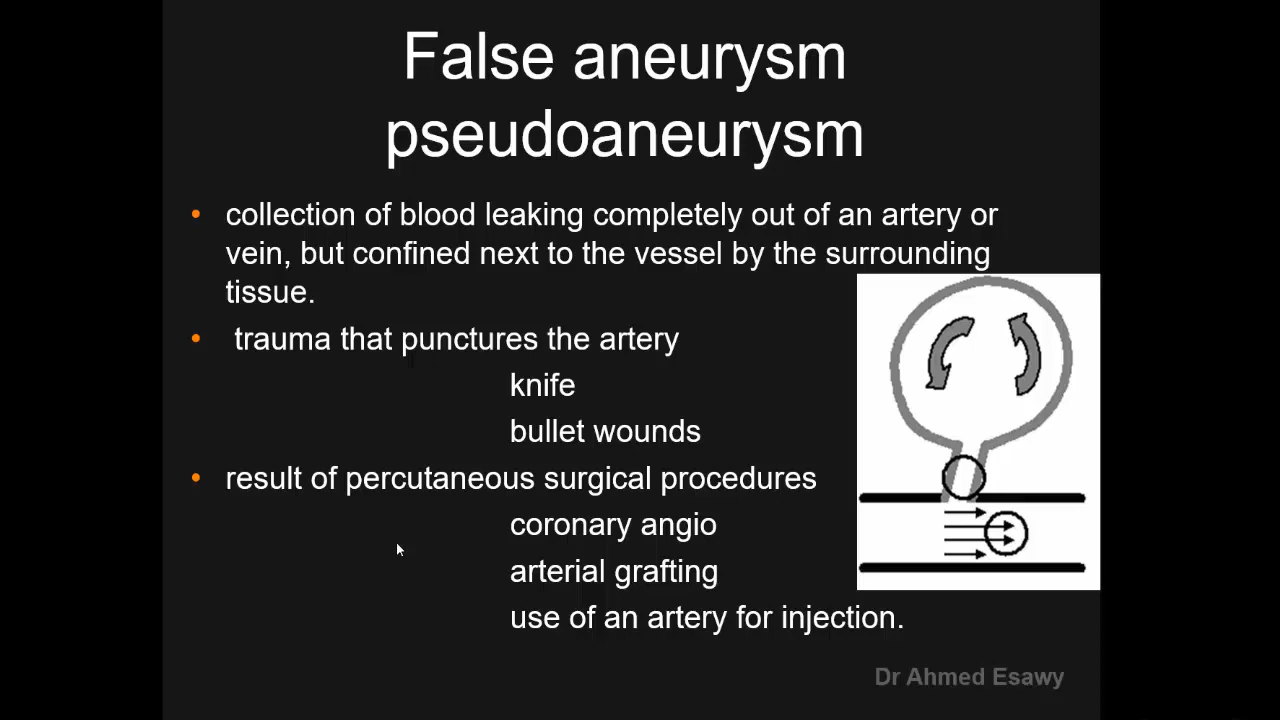 False aneurysm
pseudoaneurysm
• collection of blood leaking completely out of an artery or
vein, but confined next to the vessel by the surrounding
tissue.
• trauma that punctures the artery
knife
bullet wounds
• result of percutaneous surgical procedures
coronary angio
arterial grafting
use of an artery for injection.
Dr Ahmed Esawy